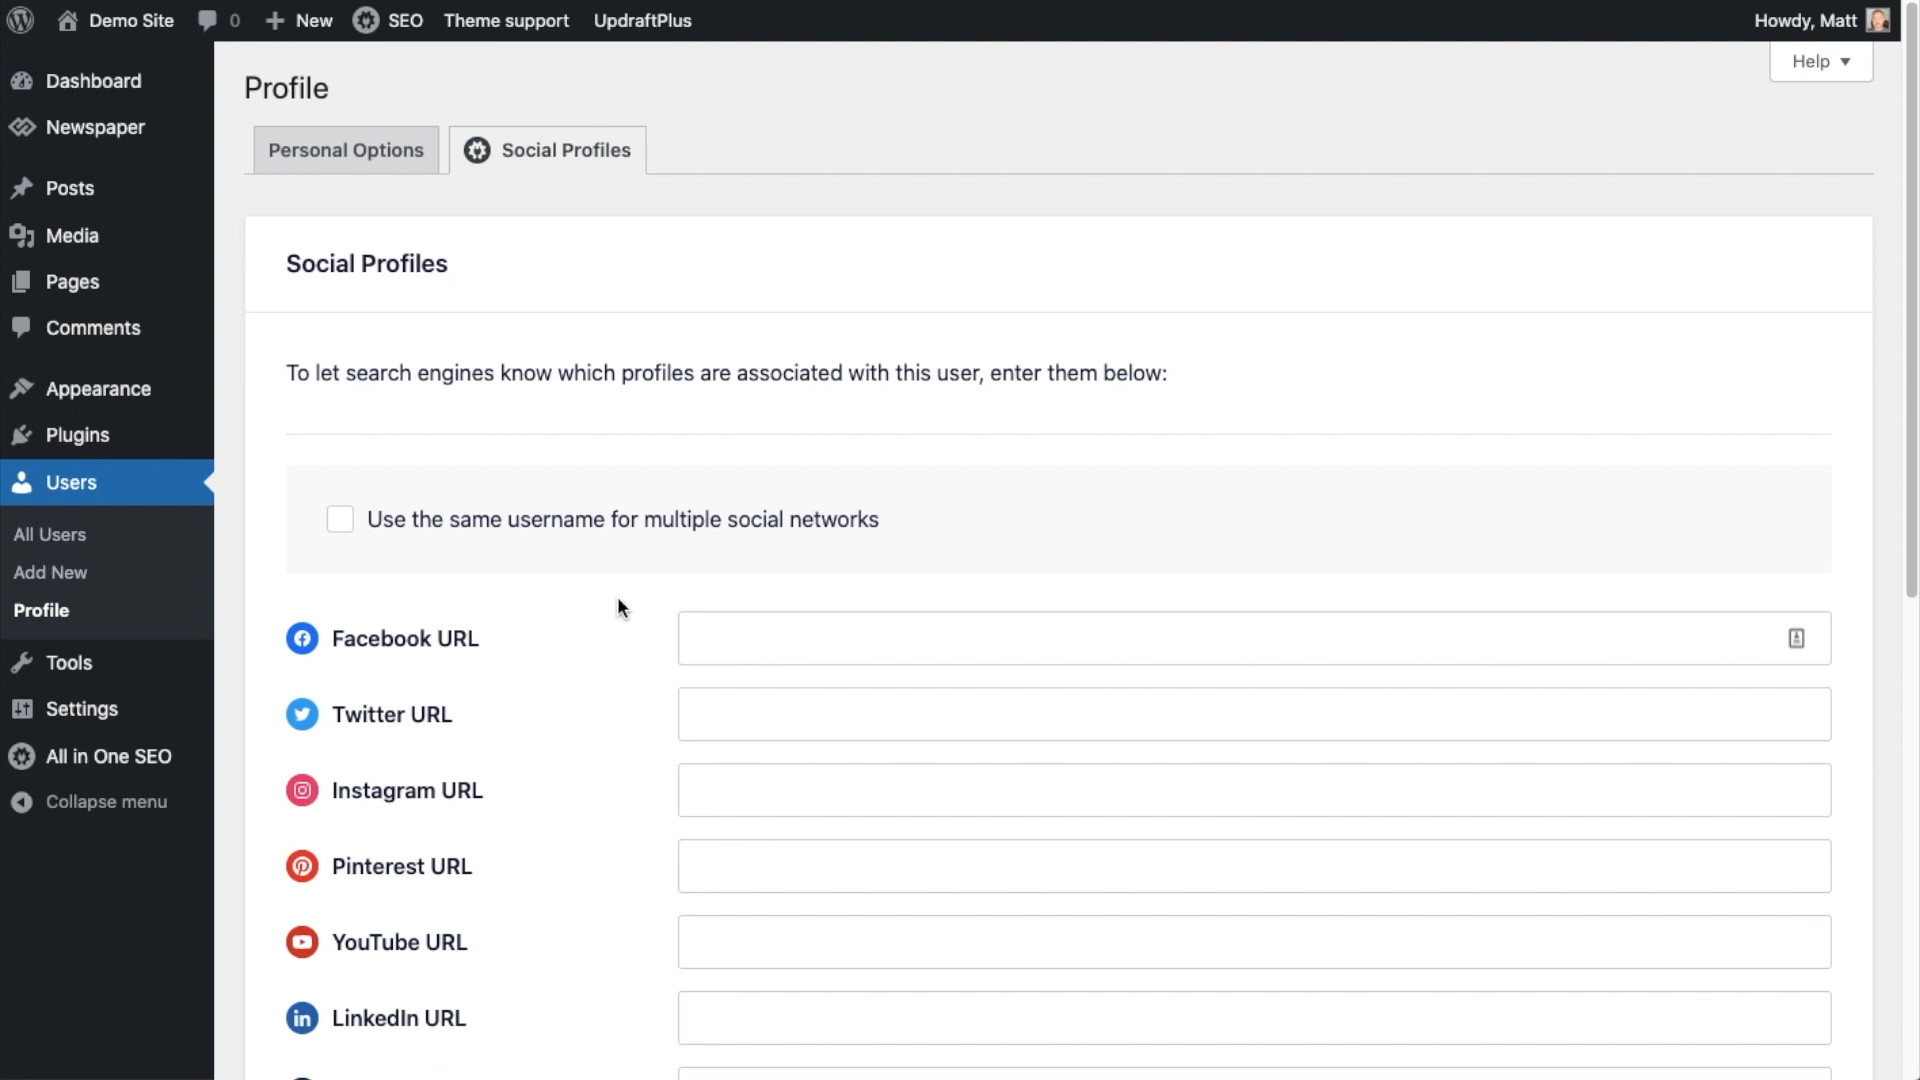 Demo Site 0 New SEO Theme support UpdraftPlus Howdy, Matt
Help
Dashboard
Newspaper
Posts
Media
Pages
Comments
Appearance
Plugins
Users
All Users
Add New
Profile
Tools
Settings
All in One SEO
Collapse menu
Profile
Personal Options Social Profiles
Social Profiles
To let search engines know which profiles are associated with this user, enter them below:
Use the same username for multiple social networks
Facebook URL
Twitter URL
Instagram URL
Pinterest URL
YouTube URL
LinkedIn URL